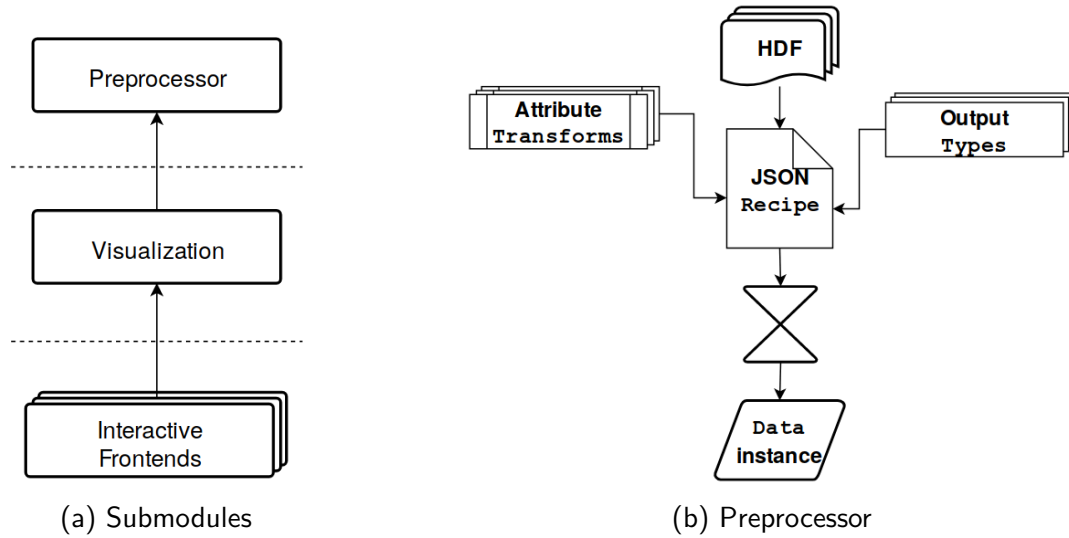 Preprocessor
Visualization
Interactive
Frontends
(a) Submodules
HDF
Attribute
Transforms
Output
Types
JSON
Recipe
Data
instance
(b) Preprocessor